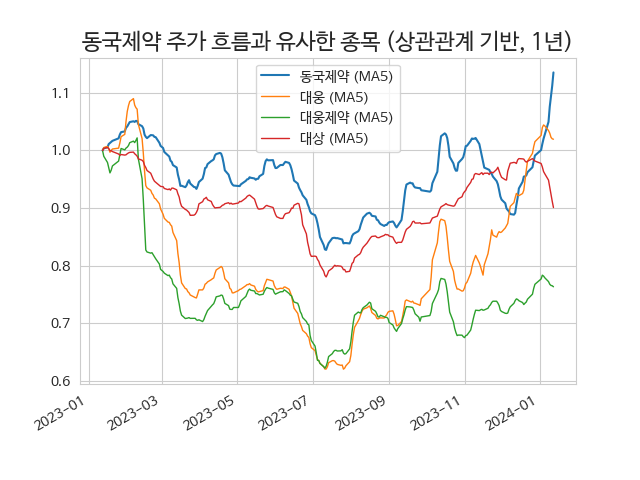 동국제약 주가 흐름과 유사한 종목 (상관관계 기반, 1년)
동국제약 (MA5)
대웅 (MA5)
대웅제약 (MA5)
대상 (MA5)
1.1
1.0
0.9
0.8
0.7
0.6
2023-01
2023-03
2023-05
2023-07
2023-09
2023-11
2024-01